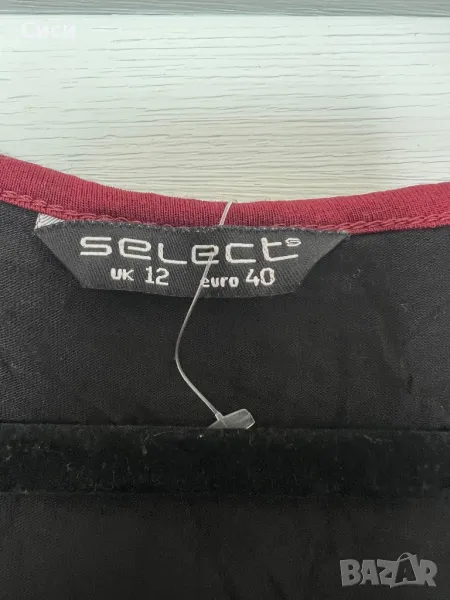 Сиси
SELECT S
UK 12 euro 40
BAZAR